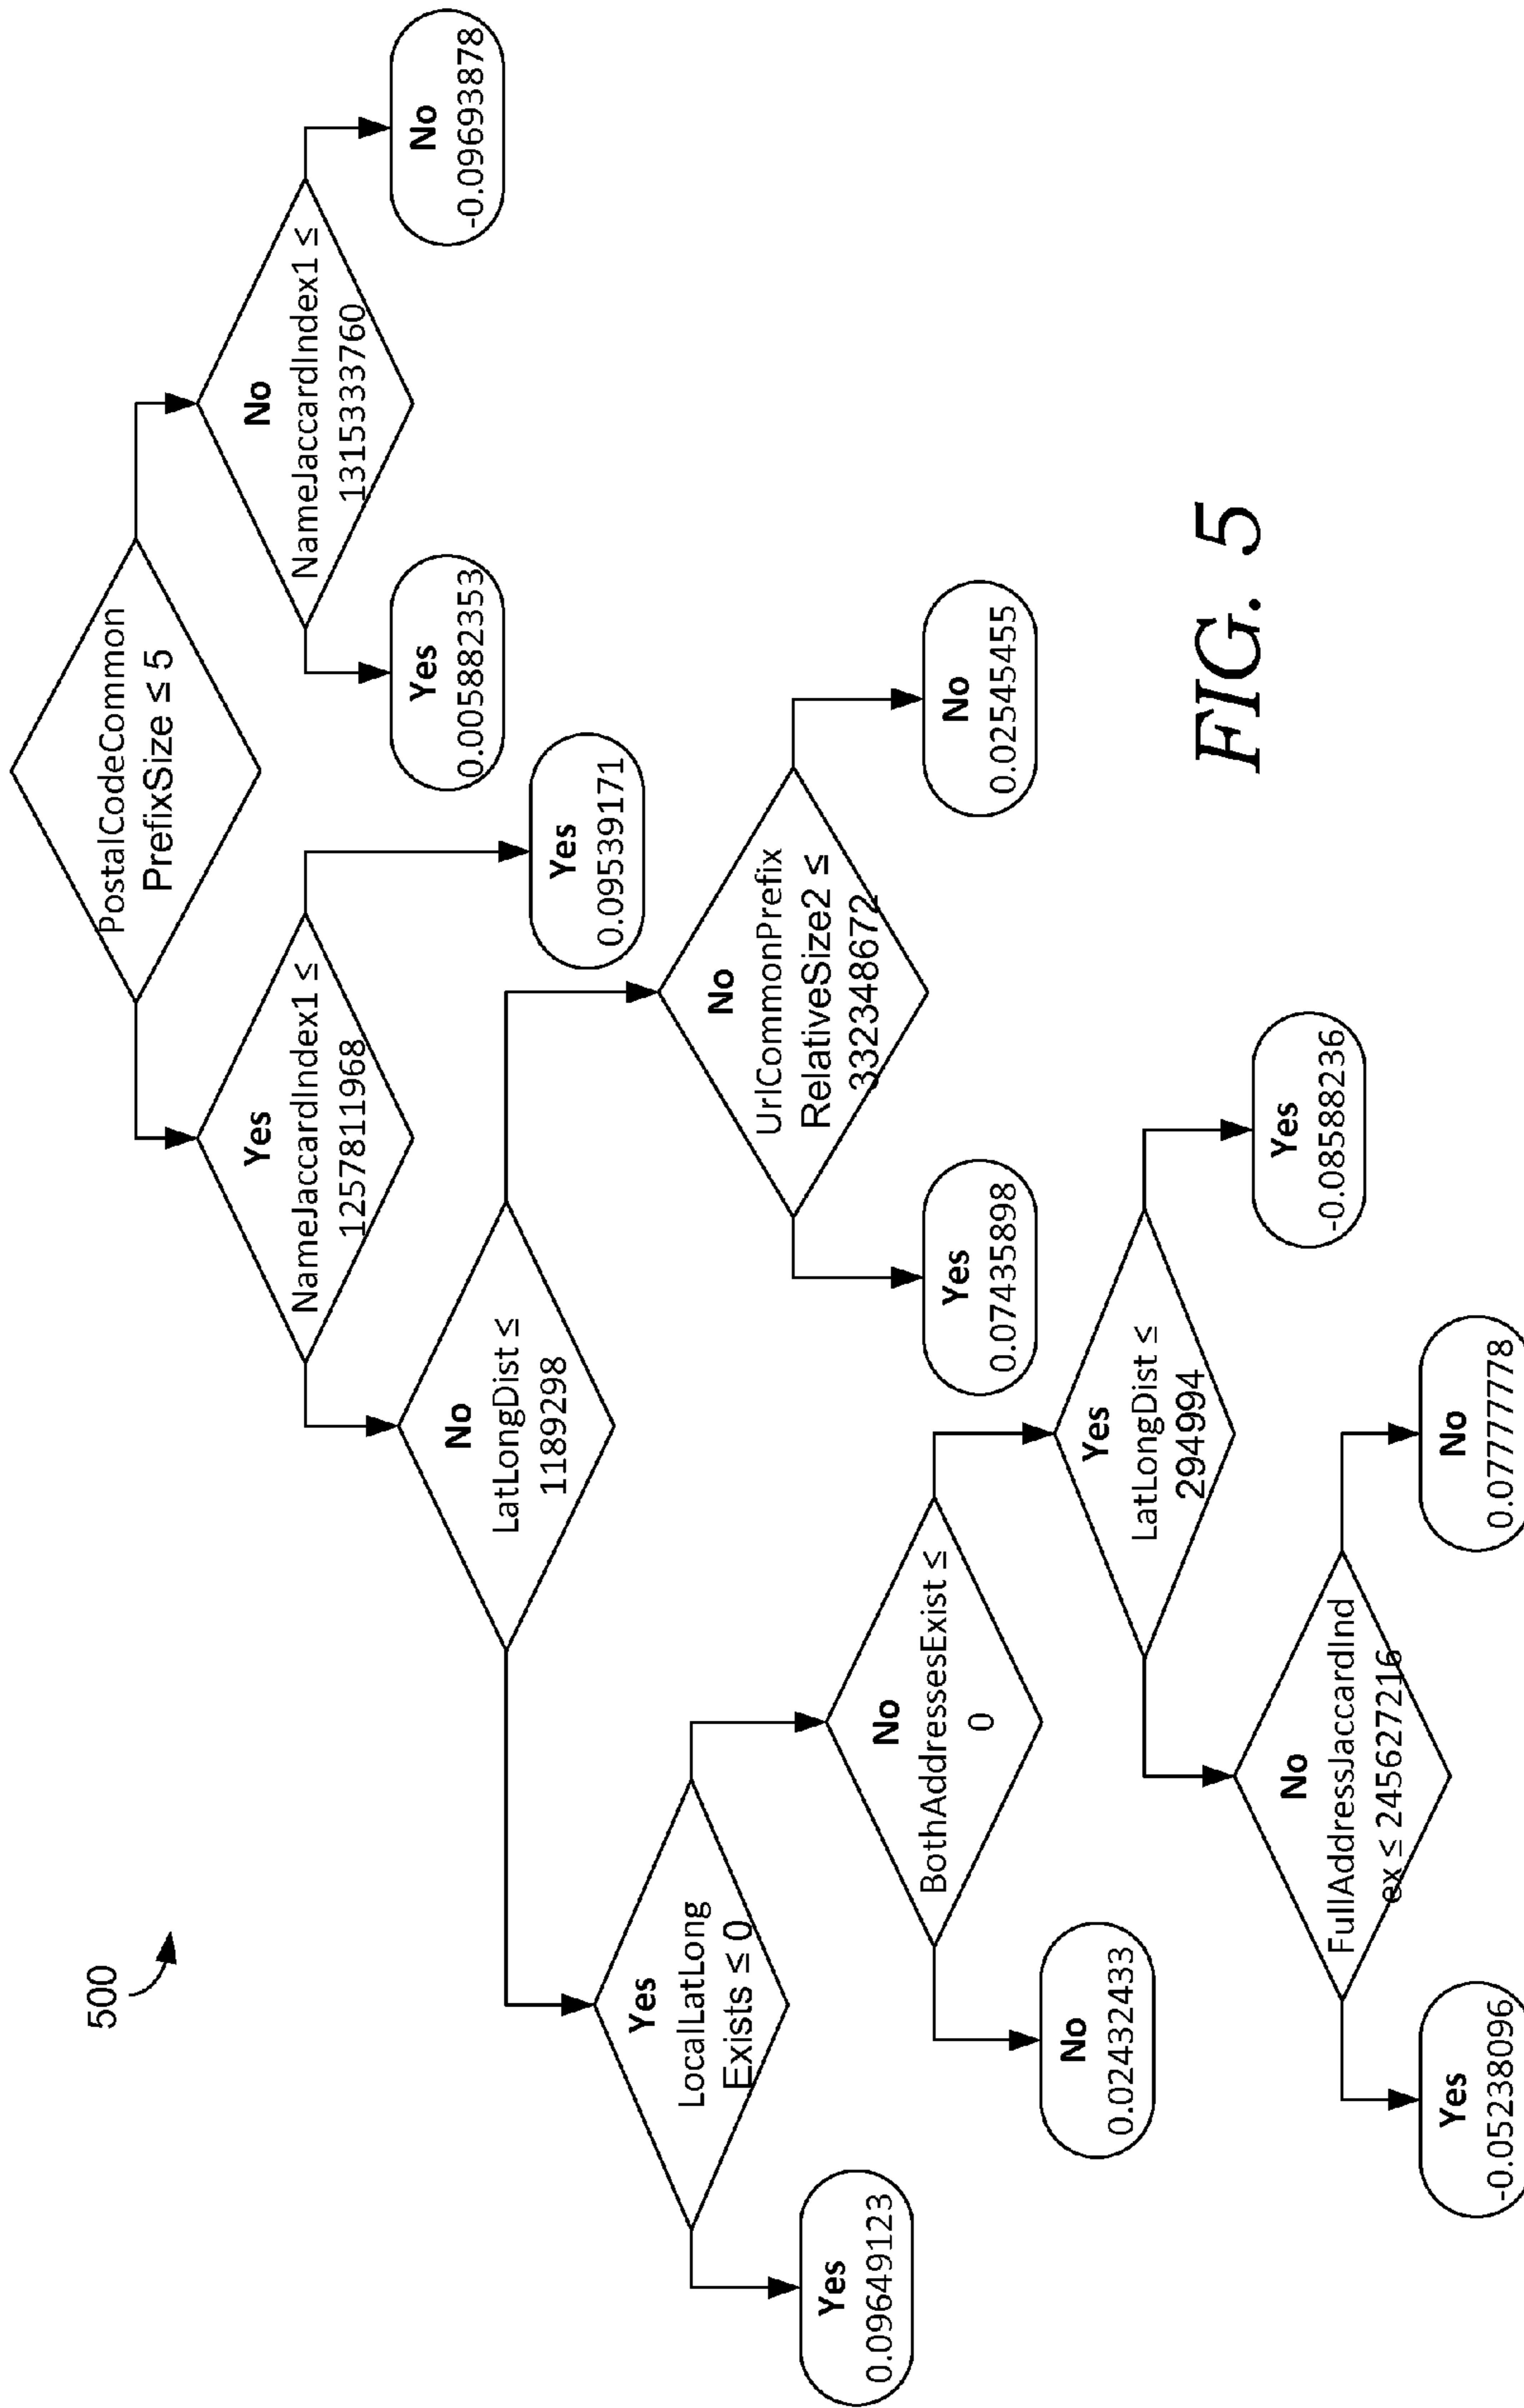 500
PostalCodeCommon
PrefixSize ≤ 5
Yes
NameJaccardIndex1 ≤
1257811968
No
NameJaccardIndex1 ≤
1315333760
No
LatLongDist ≤
1189298
Yes
0.09539171
Yes
0.005882353
No
-0.09693878
Yes
LocalLatLong
Exists ≤ 0
No
UrlCommonPrefix
RelativeSize2 ≤
332348672
Yes
0.09649123
No
BothAddressesExist ≤
0
Yes
0.07435898
No
0.02545455
No
0.02432433
Yes
LatLongDist ≤
294994
No
FullAddressJaccardInd
ex ≤ 245627216
Yes
-0.08588236
Yes
-0.05238096
No
0.07777778
FIG. 5